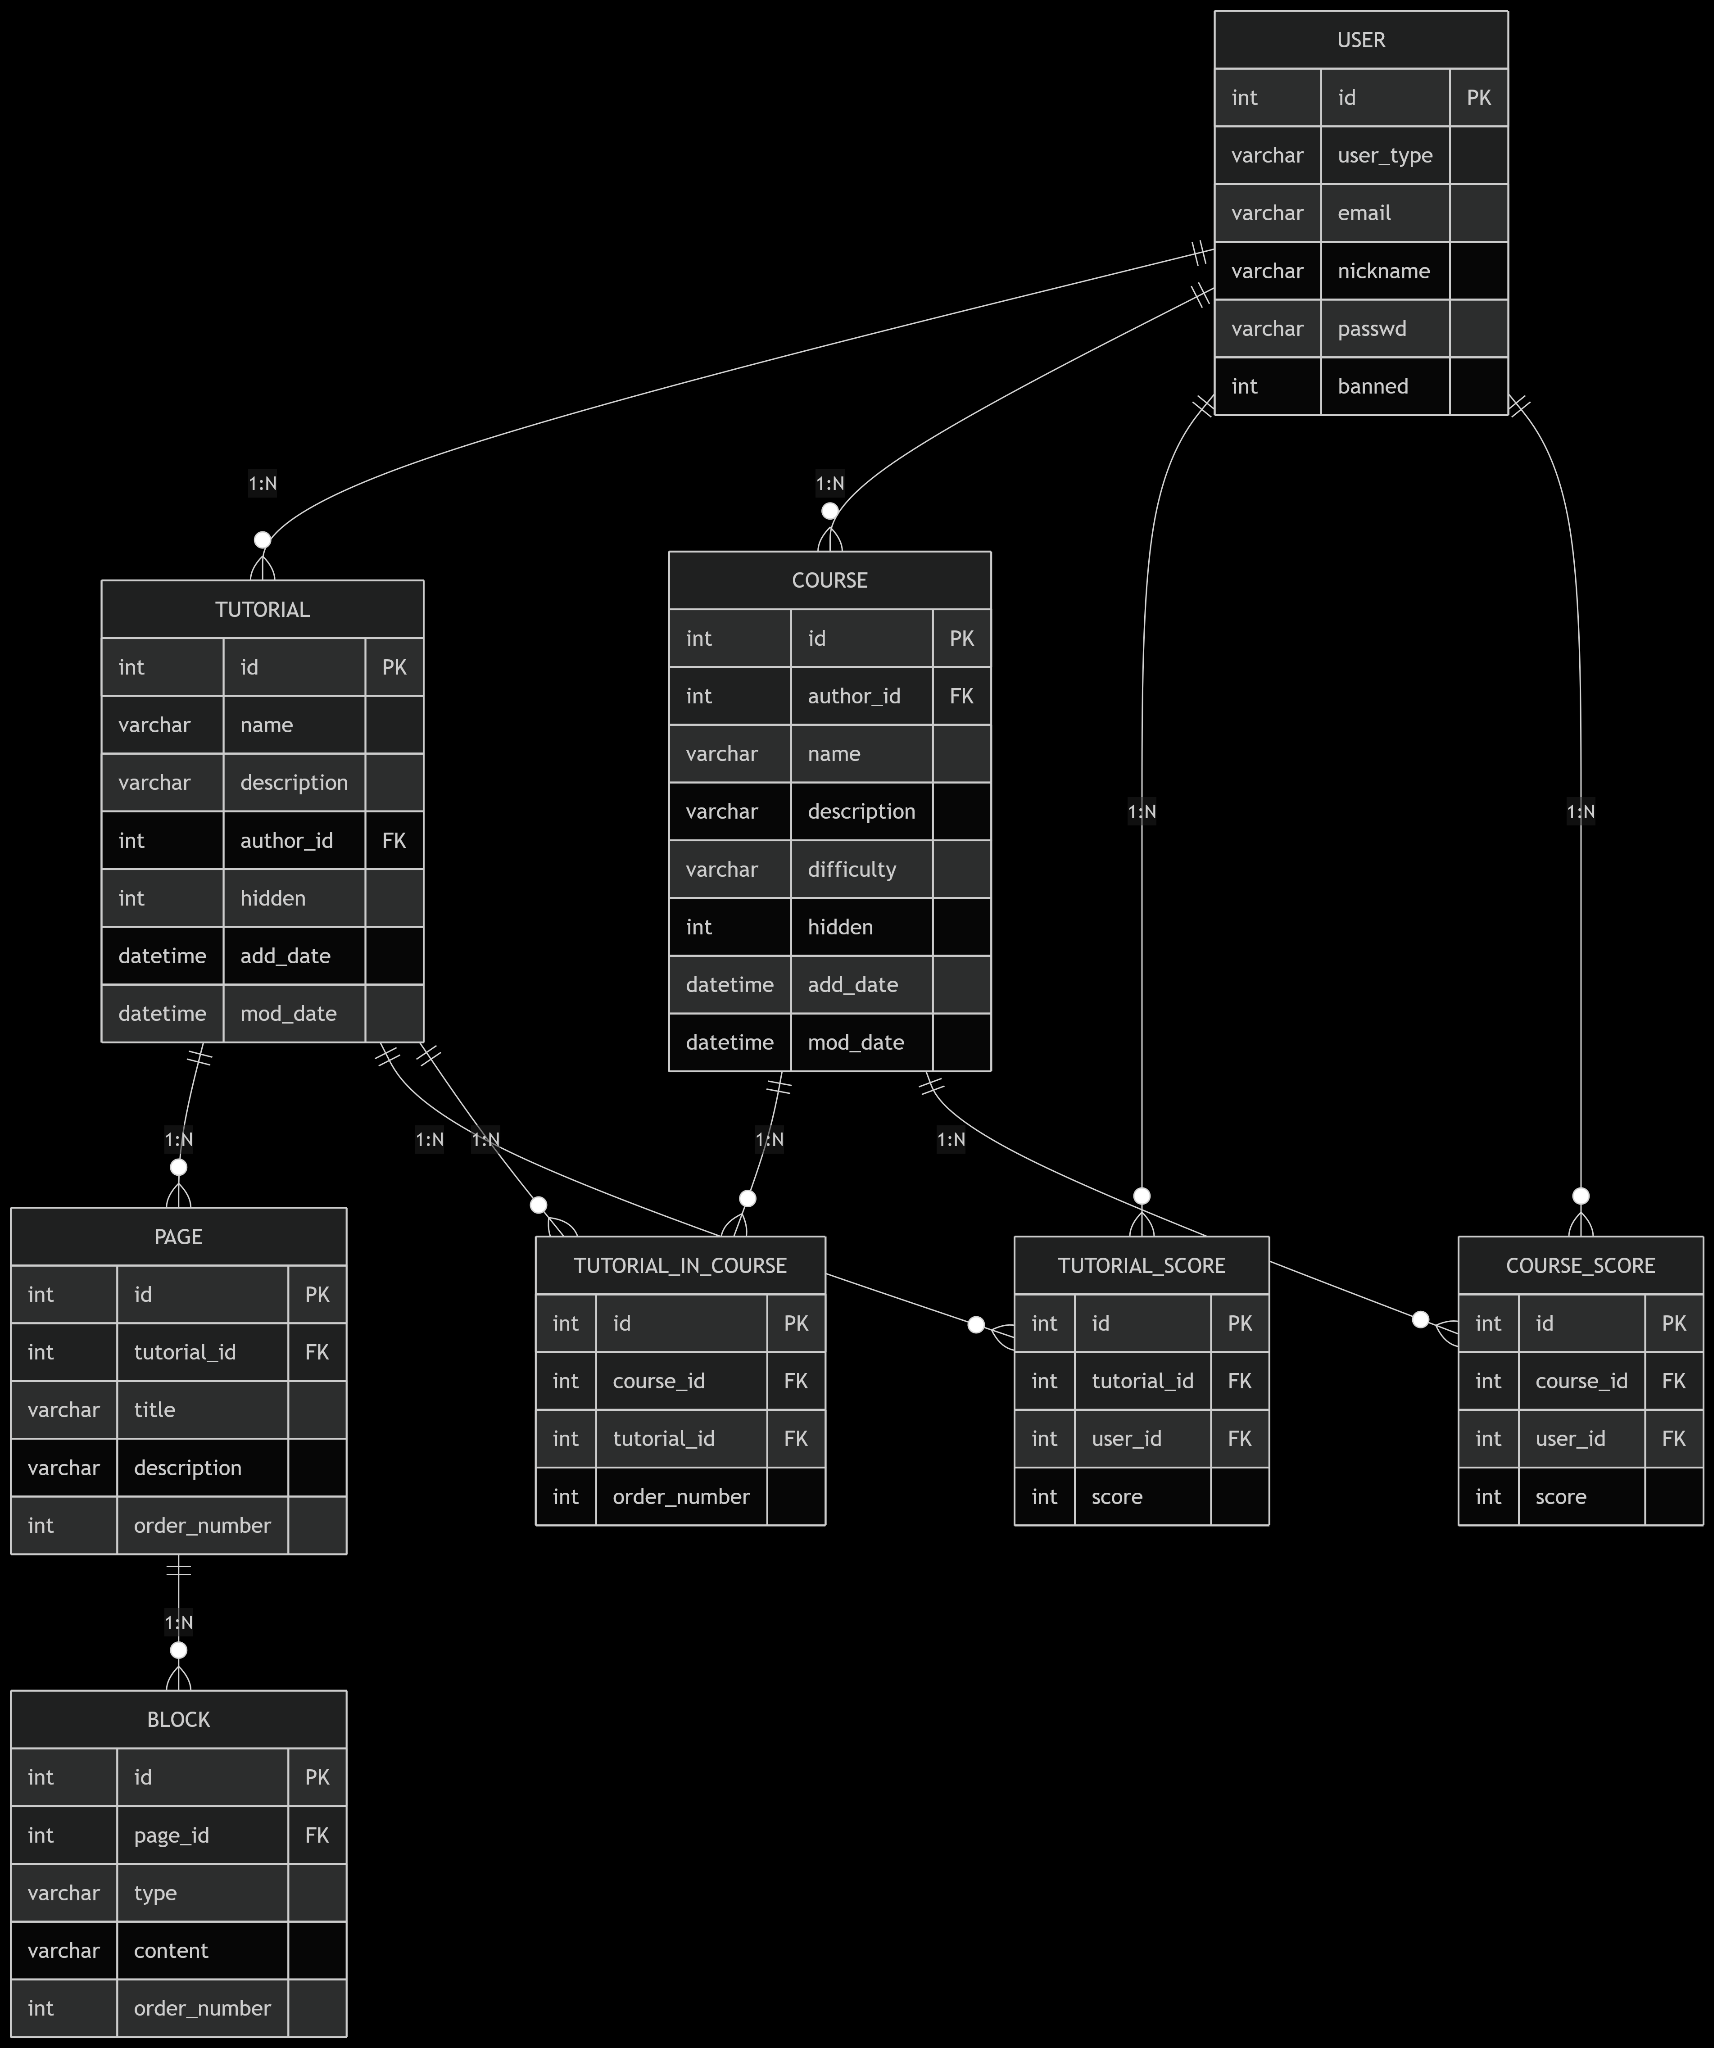 USER
int id PK
varchar user_type
varchar email
varchar nickname
varchar passwd
int banned
1:N
1:N
TUTORIAL
int id PK
varchar name
varchar description
int author_id FK
int hidden
datetime add_date
datetime mod_date
COURSE
int id PK
int author_id FK
varchar name
varchar description
varchar difficulty
int hidden
datetime add_date
datetime mod_date
1:N
1:N
1:N
1:N
1:N
1:N
1:N
PAGE
int id PK
int tutorial_id FK
varchar title
varchar description
int order_number
TUTORIAL_IN_COURSE
int id PK
int course_id FK
int tutorial_id FK
int order_number
TUTORIAL_SCORE
int id PK
int tutorial_id FK
int user_id FK
int score
COURSE_SCORE
int id PK
int course_id FK
int user_id FK
int score
1:N
BLOCK
int id PK
int page_id FK
varchar type
varchar content
int order_number